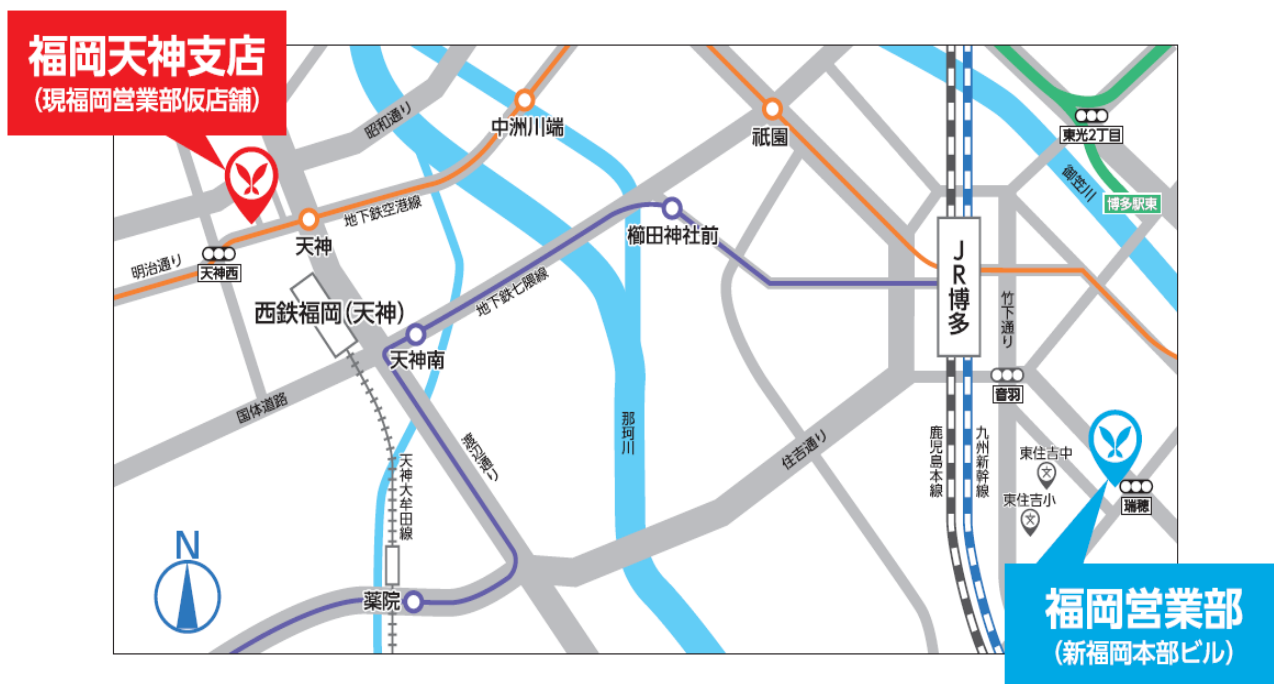 福岡天神支店
(現福岡営業部仮店舗)
昭和通り
中洲川端
祇園
東光2丁目
御笠川
博多駅東
地下鉄空港線
天神
明治通り
天神西
櫛田神社前
JR博多
西鉄福岡(天神)
地下鉄七隈線
竹下通り
天神南
音羽
国体道路
那珂川
渡辺通り
住吉通り
鹿児島本線
九州新幹線
東住吉中
文
東住吉小
文
瑞穂
天神大牟田線
N
薬院
福岡営業部
(新福岡本部ビル)